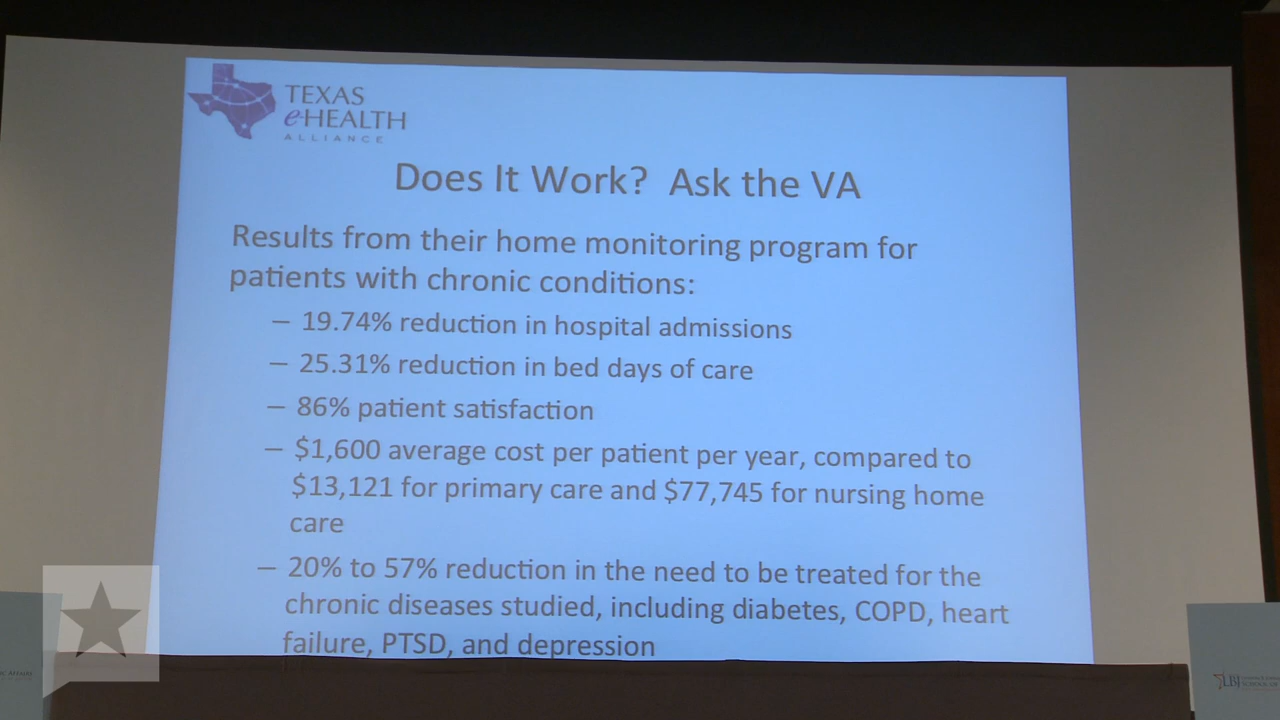 TEXAS
e-HEALTH
ALLIANCE
Does It Work? Ask the VA
Results from their home monitoring program for
patients with chronic conditions:
– 19.74% reduction in hospital admissions
– 25.31% reduction in bed days of care
– 86% patient satisfaction
– $1,600 average cost per patient per year, compared to
$13,121 for primary care and $77,745 for nursing home
care
– 20% to 57% reduction in the need to be treated for the
chronic diseases studied, including diabetes, COPD, heart
failure, PTSD, and depression
LBJ